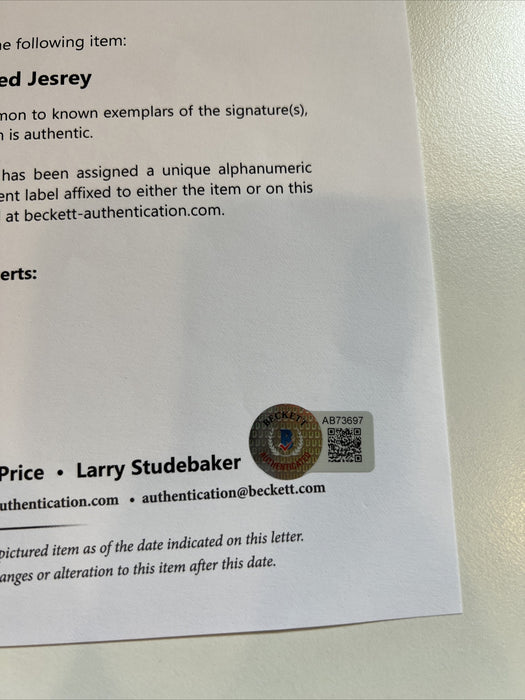 e following item:
ed Jesrey
mon to known exemplars of the signature(s),
n is authentic.
has been assigned a unique alphanumeric
ent label affixed to either the item or on this
at beckett-authentication.com.
erts:
BECKETT
AUTHENTICATED
AB73697
Price • Larry Studebaker
uthentication.com • authentication@beckett.com
pictured item as of the date indicated on this letter.
anges or alteration to this item after this date.